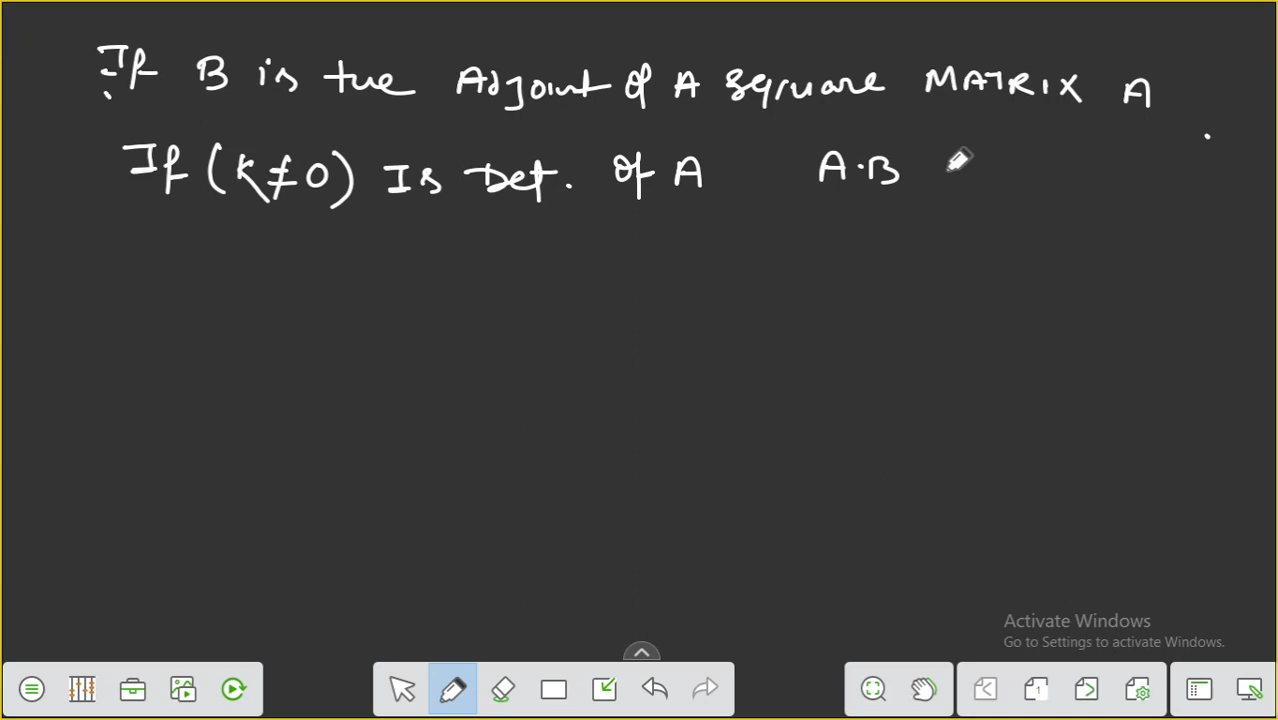 If B is the Adjoint of A square MATRIX A
If (K≠0) Is Det. of A A.B
Activate Windows
Go to Settings to activate Windows.
1